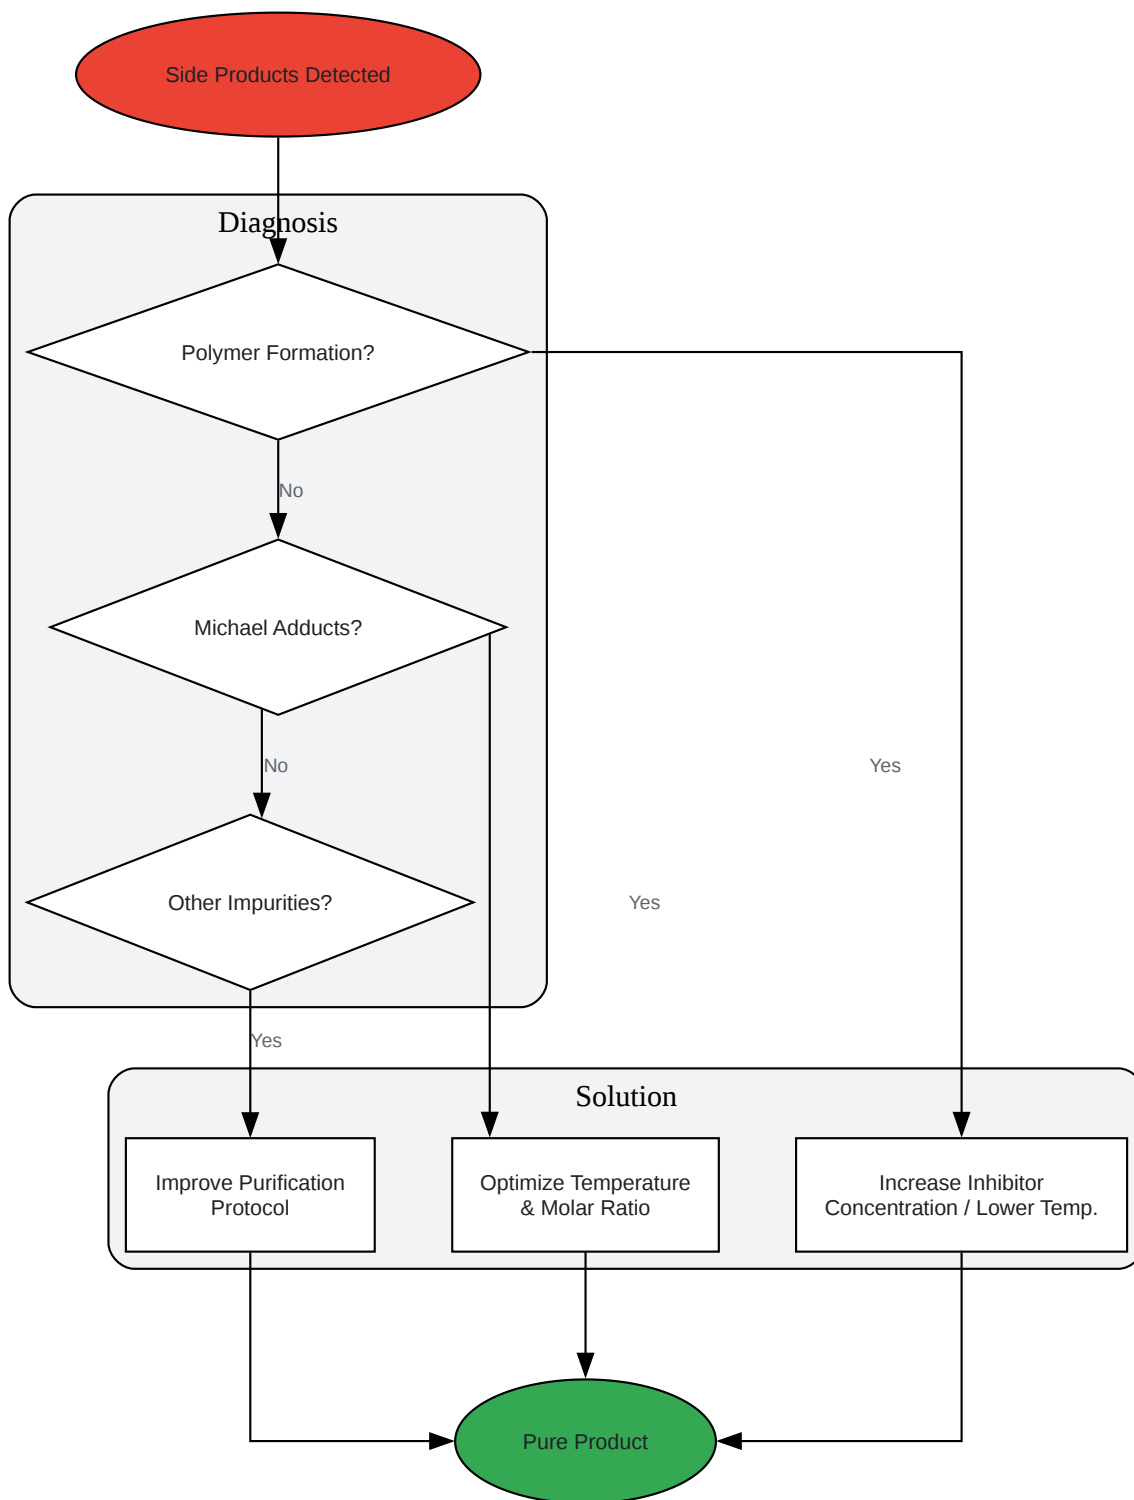 Side Products Detected
Diagnosis
Polymer Formation?
No
Michael Adducts?
No
Yes
Other Impurities?
Yes
Yes
Solution
Improve Purification
Protocol
Optimize Temperature
& Molar Ratio
Increase Inhibitor
Concentration / Lower Temp.
Pure Product